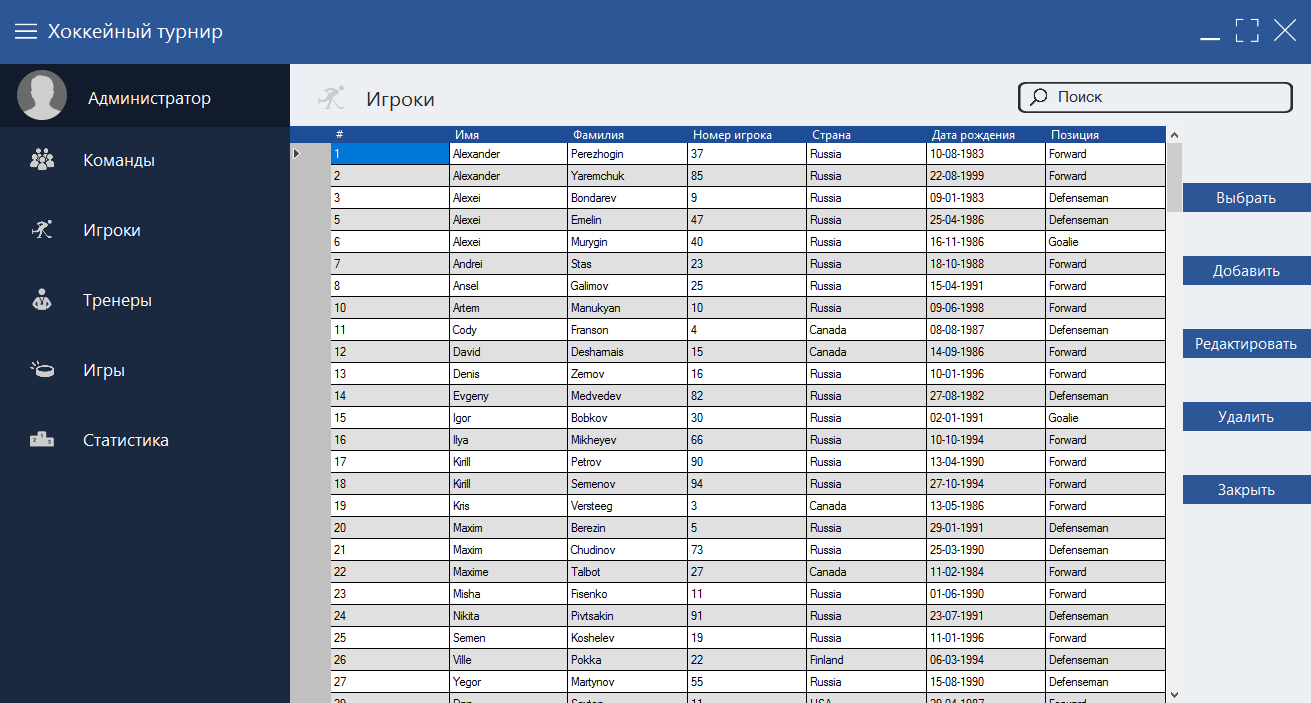 Хоккейный турнир
Администратор
Команды
Игроки
Тренеры
Игры
Статистика
Игроки
Поиск
# Имя Фамилия Номер игрока Страна Дата рождения Позиция
1 Alexander Perezhogin 37 Russia 10-08-1983 Forward
2 Alexander Yaremchuk 85 Russia 22-08-1999 Forward
3 Alexei Bondarev 9 Russia 09-01-1983 Defenseman
5 Alexei Emelin 47 Russia 25-04-1986 Defenseman
6 Alexei Murygin 40 Russia 16-11-1986 Goalie
7 Andrei Stas 23 Russia 18-10-1988 Forward
8 Ansel Galimov 25 Russia 15-04-1991 Forward
10 Artem Manukyan 10 Russia 09-06-1998 Forward
11 Cody Franson 4 Canada 08-08-1987 Defenseman
12 David Desharnais 15 Canada 14-09-1986 Forward
13 Denis Zernov 16 Russia 10-01-1996 Forward
14 Evgeny Medvedev 82 Russia 27-08-1982 Defenseman
15 Igor Bobkov 30 Russia 02-01-1991 Goalie
16 Ilya Mikheyev 66 Russia 10-10-1994 Forward
17 Kirill Petrov 90 Russia 13-04-1990 Forward
18 Kirill Semenov 94 Russia 27-10-1994 Forward
19 Kris Versteeg 3 Canada 13-05-1986 Forward
20 Maxim Berezin 5 Russia 29-01-1991 Defenseman
21 Maxim Chudinov 73 Russia 25-03-1990 Defenseman
22 Maxime Talbot 27 Canada 11-02-1984 Forward
23 Misha Fisenko 11 Russia 01-06-1990 Forward
24 Nikita Pivtsakin 91 Russia 23-07-1991 Defenseman
25 Semen Koshelev 19 Russia 11-01-1996 Forward
26 Ville Pokka 22 Finland 06-03-1994 Defenseman
27 Yegor Martynov 55 Russia 15-08-1990 Defenseman
Выбрать
Добавить
Редактировать
Удалить
Закрыть